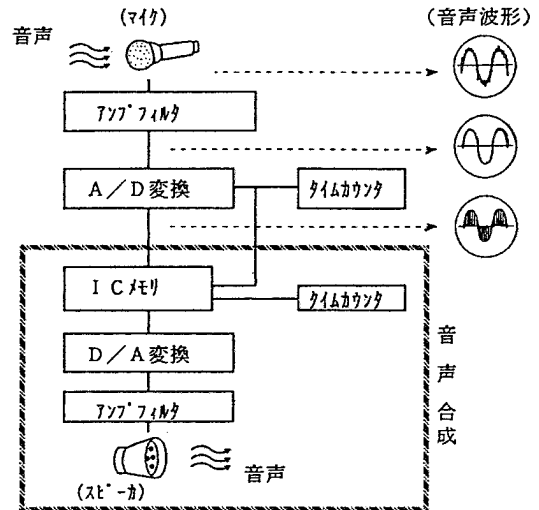 (マイク)
(音声波形)
音声
アンプフィルタ
A/D変換
タイムカウンタ
ICメモリ
タイムカウンタ
D/A変換
アンプフィルタ
音声合成
音声
(スピーカ)